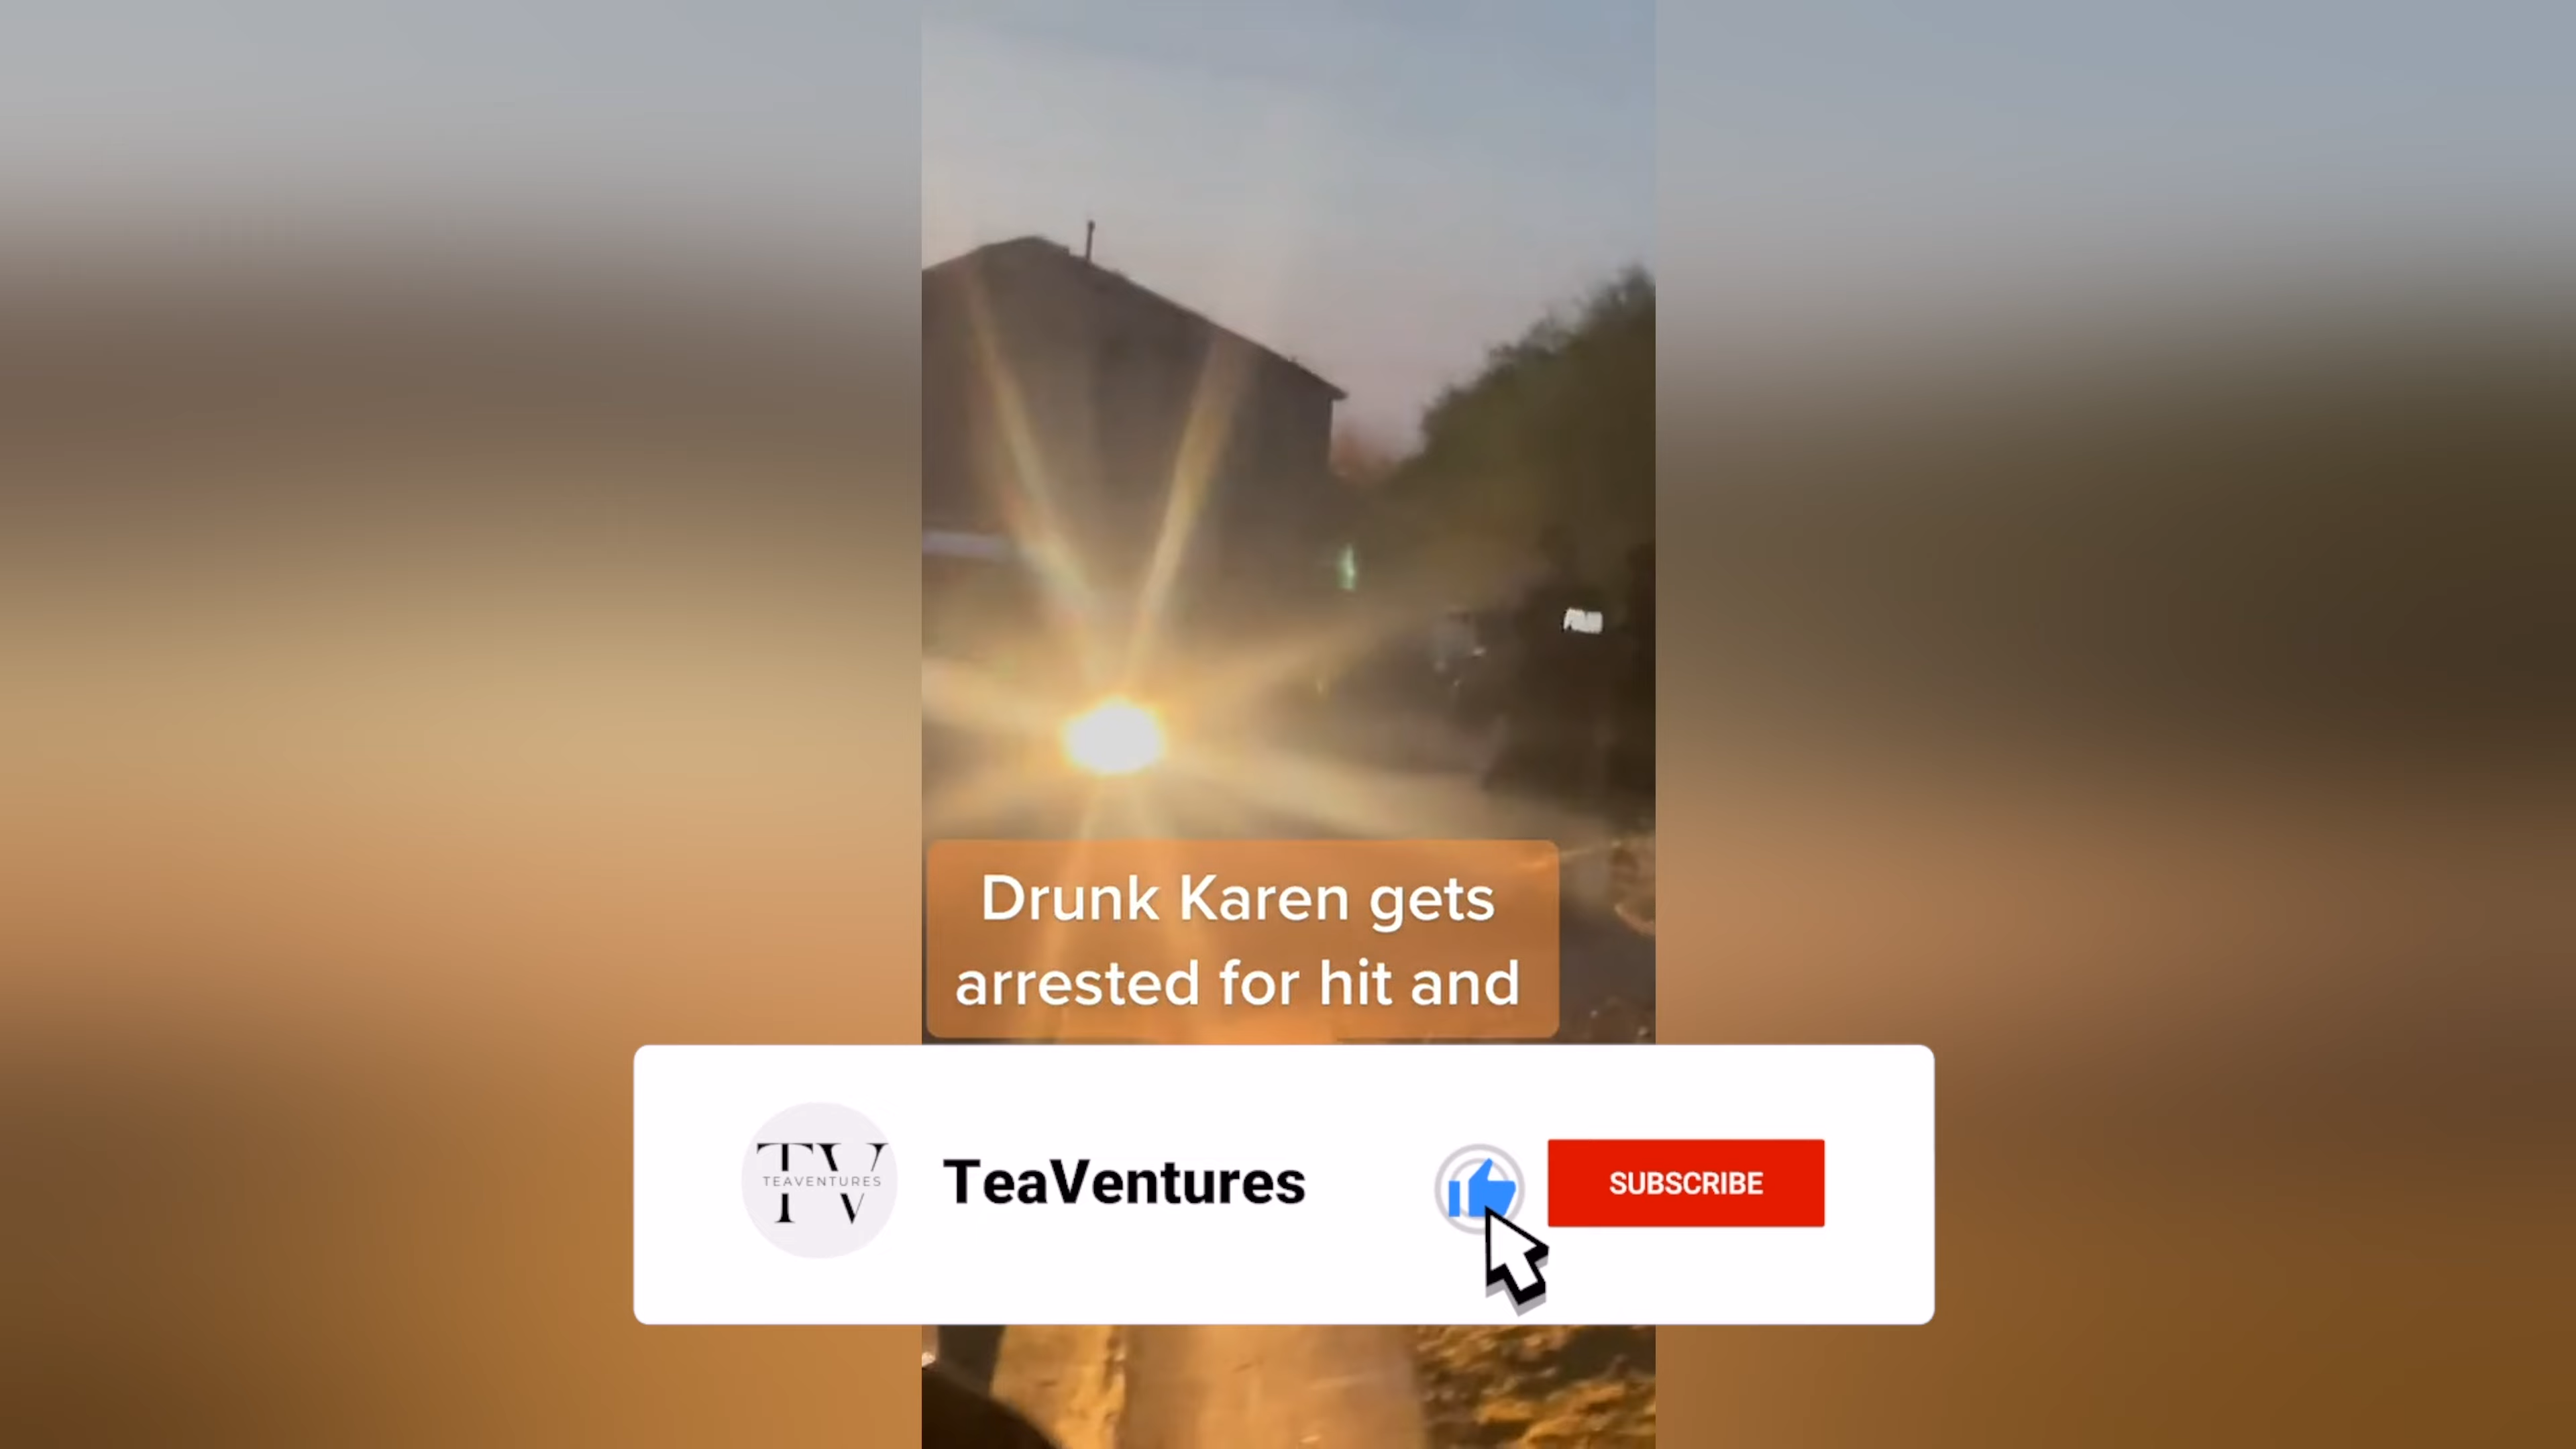 Drunk Karen gets
arrested for hit and
TV
TEAVENTURES
TeaVentures
SUBSCRIBE